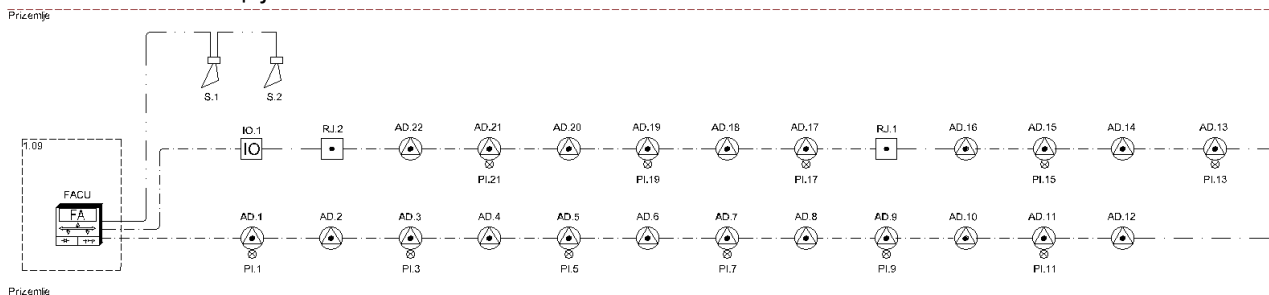 Prizemlje
S.1 S.2
IO.1 RJ.2 AD.22 AD.21 AD.20 AD.19 AD.18 AD.17 RJ.1 AD.16 AD.15 AD.14 AD.13
IO
1.09
PI.21 PI.19 PI.17 PI.15 PI.13
FACU
FA
AD.1 AD.2 AD.3 AD.4 AD.5 AD.6 AD.7 AD.8 AD.9 AD.10 AD.11 AD.12
PI.1 PI.3 PI.5 PI.7 PI.9 PI.11
Prizemlje